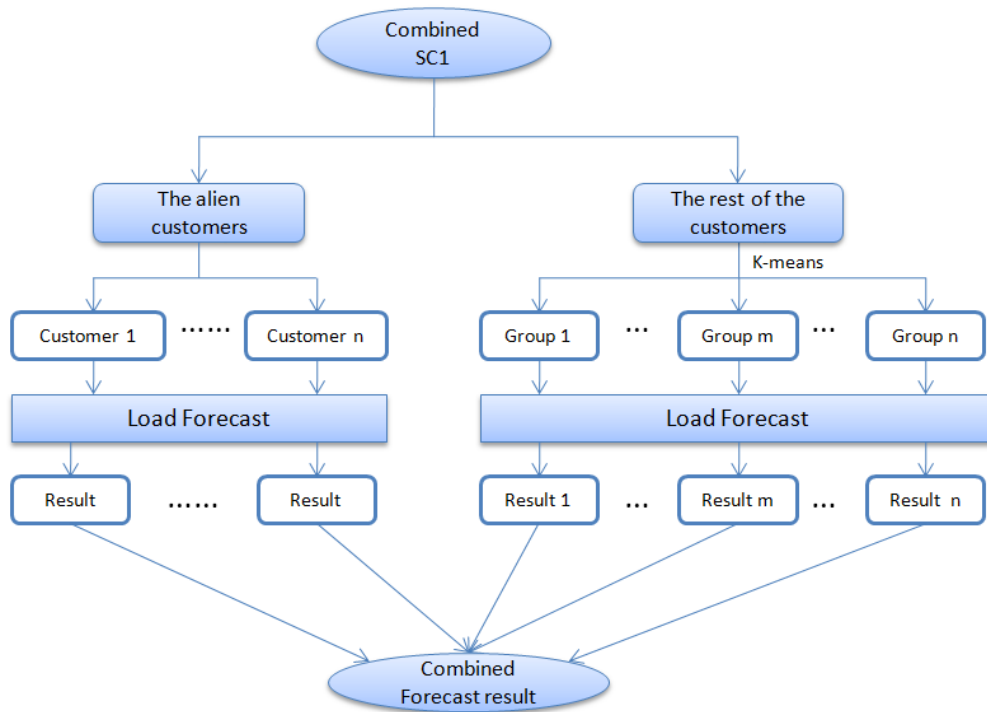 Combined
SC1
The alien
customers
The rest of the
customers
K-means
Customer 1
……
Customer n
Group 1
...
Group m
...
Group n
Load Forecast
Load Forecast
Result
……
Result
Result 1
...
Result m
...
Result n
Combined
Forecast result